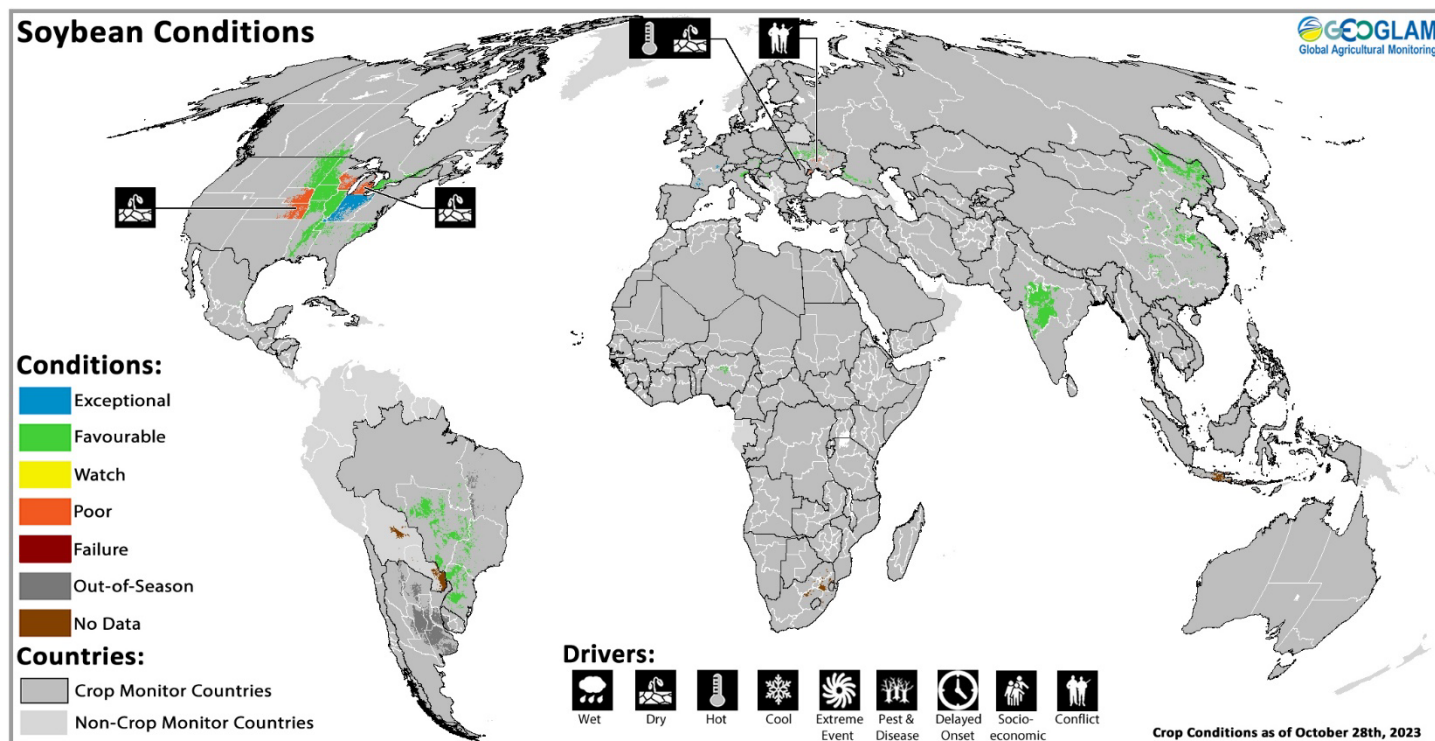 Soybean Conditions
GEOGLAM
Global Agricultural Monitoring
Conditions:
Exceptional
Favourable
Watch
Poor
Failure
Out-of-Season
No Data
Countries:
Crop Monitor Countries
Non-Crop Monitor Countries
Drivers:
Wet
Dry
Hot
Cool
Extreme
Event
Pest &
Disease
Delayed
Onset
Socio-
economic
Conflict
Crop Conditions as of October 28th, 2023